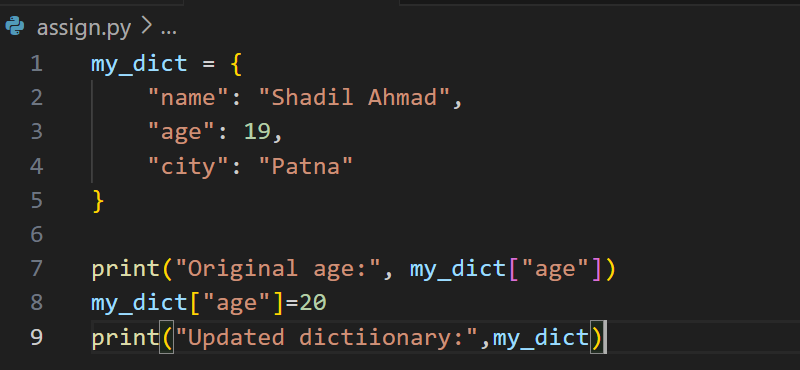 assign.py > ...
1 my_dict = {
2     "name": "Shadil Ahmad",
3     "age": 19,
4     "city": "Patna"
5 }
6
7 print("Original age:", my_dict["age"])
8 my_dict["age"]=20
9 print("Updated dictiionary:",my_dict)